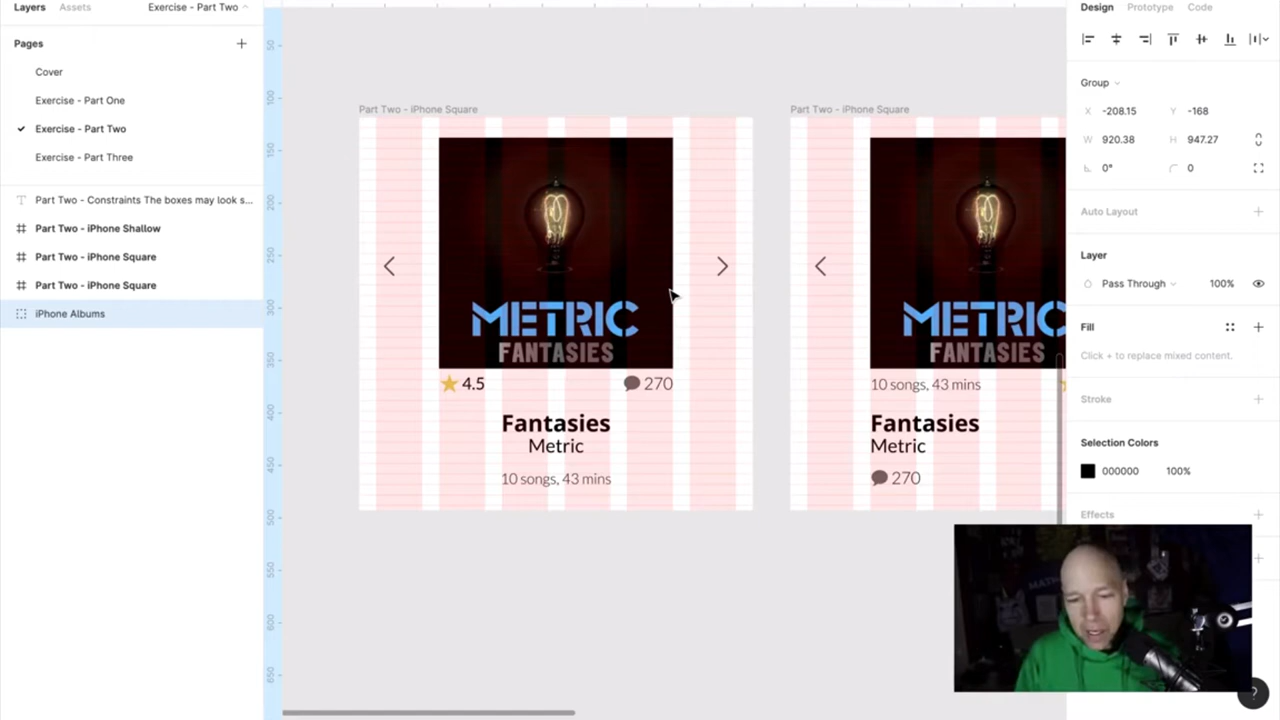 Layers Assets Exercise - Part Two
Pages
Cover
Exercise - Part One
Exercise - Part Two
Exercise - Part Three
Part Two - Constraints The boxes may look s...
Part Two - iPhone Shallow
Part Two - iPhone Square
Part Two - iPhone Square
iPhone Albums
50
100
150
200
250
300
350
400
450
500
550
600
650
Part Two - iPhone Square
METRIC
FANTASIES
4.5 270
Fantasies
Metric
10 songs, 43 mins
Part Two - iPhone Square
METRIC
FANTASIES
10 songs, 43 mins
Fantasies
Metric
270
Design Prototype Code
Group
X -208.15 Y -168
W 920.38 H 947.27
0° 0
Auto Layout
Layer
Pass Through 100%
Fill
Click + to replace mixed content.
Stroke
Selection Colors
000000 100%
Effects
?